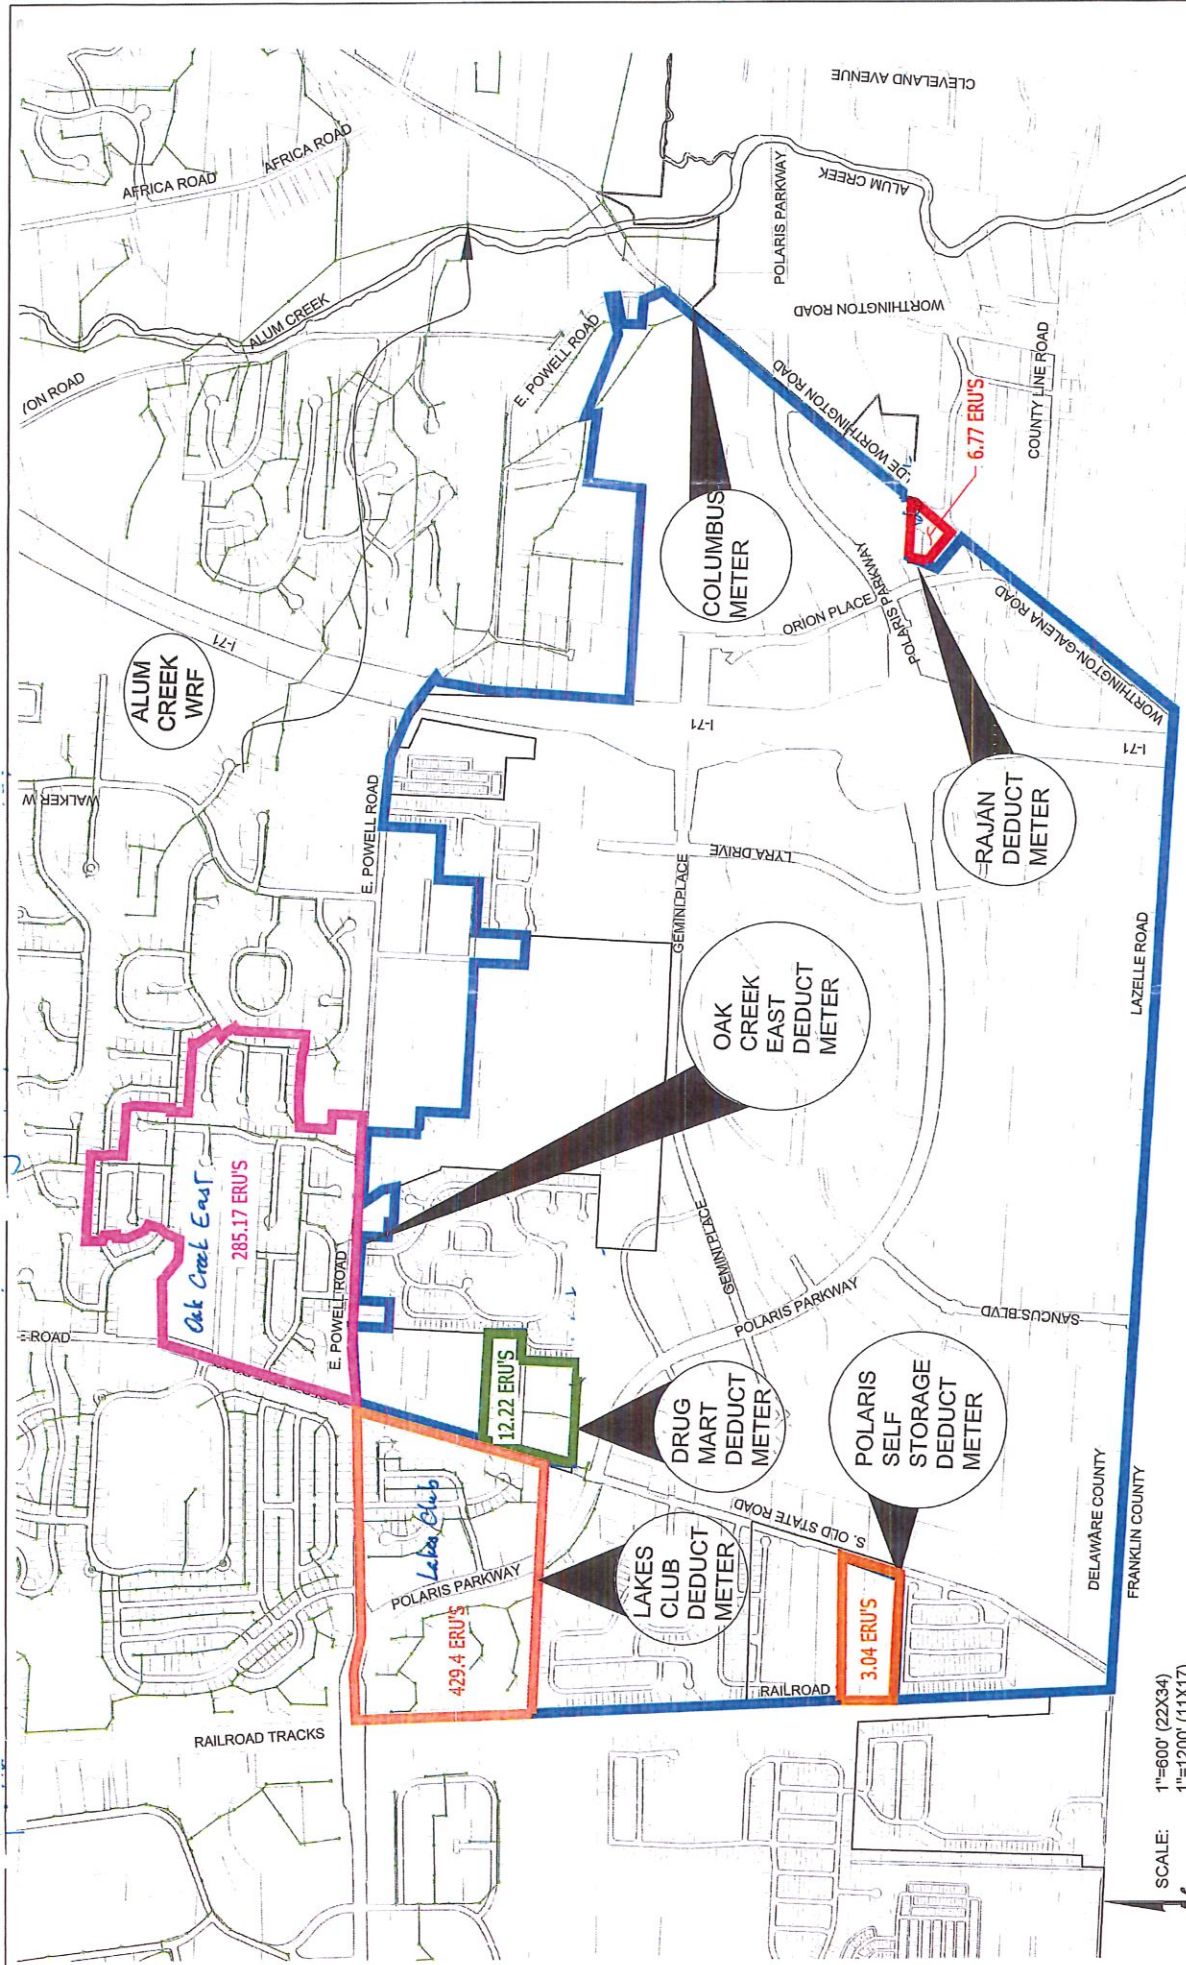 CLEVELAND AVENUE
AFRICA ROAD
AFRICA ROAD
POLARIS PARKWAY
ALUM CREEK
ALUM CREEK
WORTHINGTON ROAD
E. POWELL ROAD
WORTHINGTON ROAD
6.77 ERU'S
COUNTY LINE ROAD
COLUMBUS
METER
ORION PLACE
POLARIS PARKWAY
POLARIS PARKWAY
WORTHINGTON-GALENA ROAD
I-71
I-71
I-71
ALUM
CREEK
WRF
E. POWELL ROAD
GEMINI PLACE
LYRA DRIVE
RAJAN
DEDUCT
METER
LAZELLE ROAD
OAK
CREEK
EAST
DEDUCT
METER
Oak Creek East
285.17 ERU'S
E. POWELL ROAD
GEMINI PLACE
POLARIS PARKWAY
SANCUS BLVD
12.22 ERU'S
DRUG
MART
DEDUCT
METER
POLARIS
SELF
STORAGE
DEDUCT
METER
Lakes Club
POLARIS PARKWAY
429.4 ERU'S
LAKES
CLUB
DEDUCT
METER
S. OLD STATE ROAD
3.04 ERU'S
RAILROAD
RAILROAD TRACKS
DELAWARE COUNTY
FRANKLIN COUNTY
SCALE: 1"=600' (22X34)
1"=1200' (11X17)